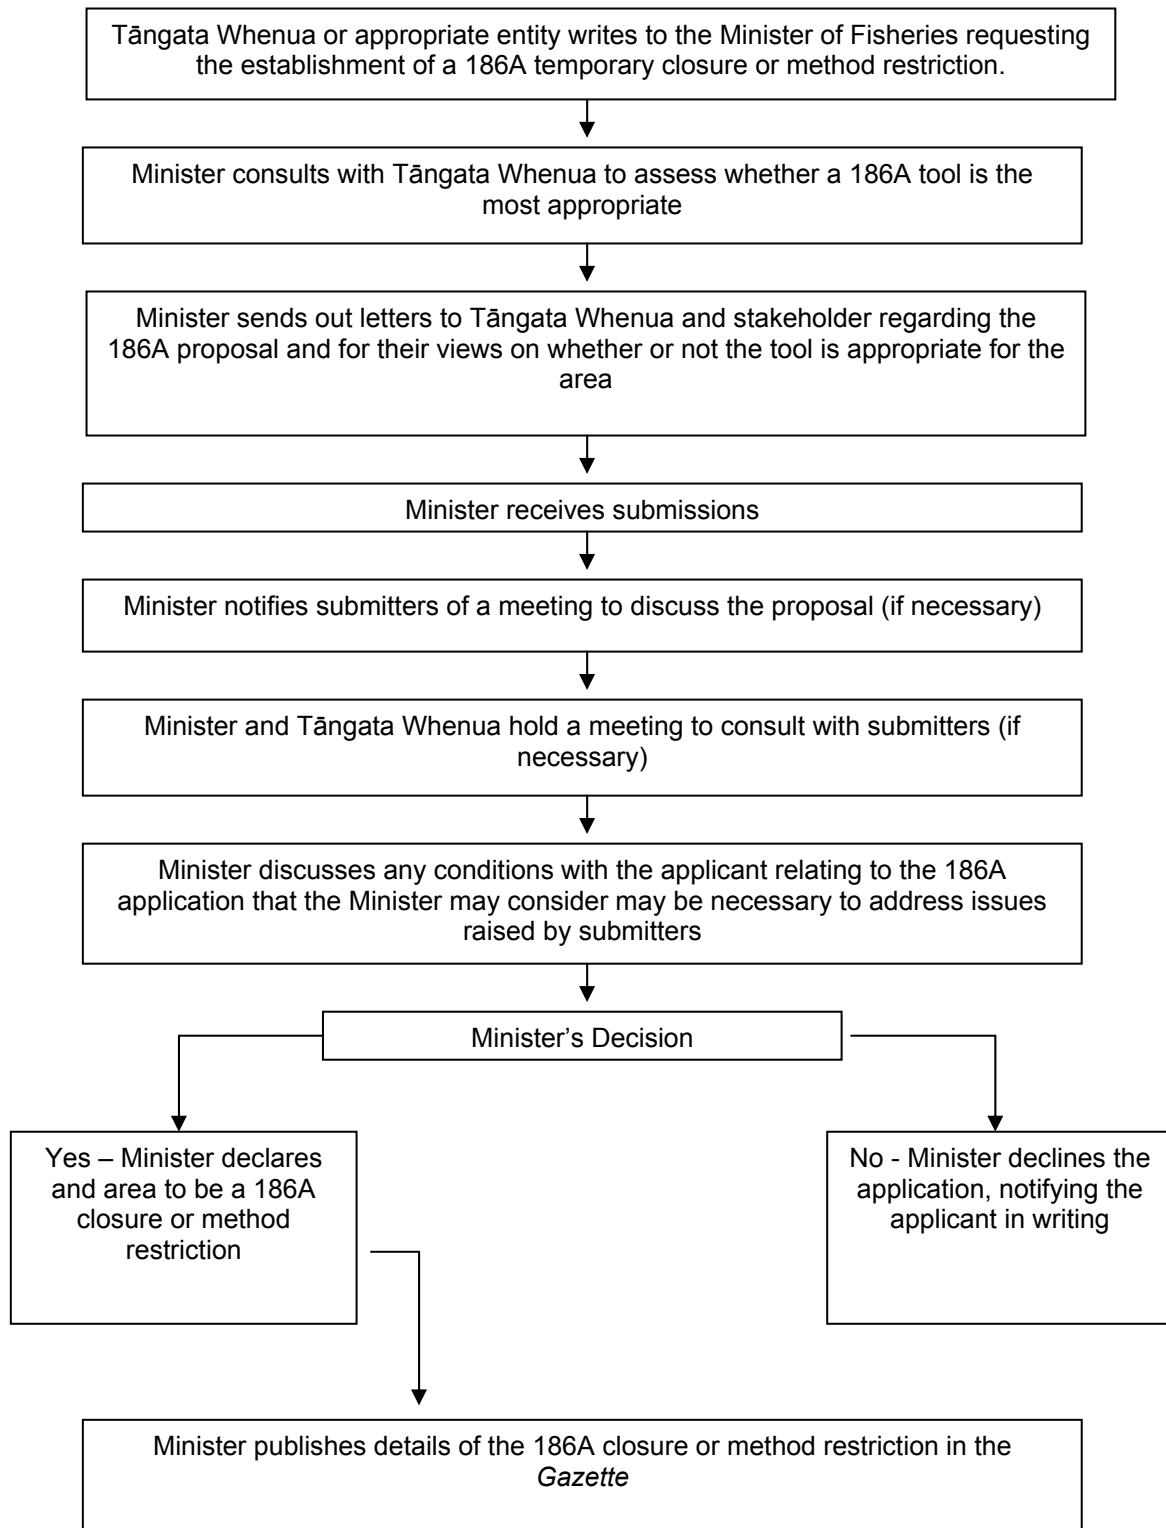 Tāngata Whenua or appropriate entity writes to the Minister of Fisheries requesting
the establishment of a 186A temporary closure or method restriction.
Minister consults with Tāngata Whenua to assess whether a 186A tool is the
most appropriate
Minister sends out letters to Tāngata Whenua and stakeholder regarding the
186A proposal and for their views on whether or not the tool is appropriate for the
area
Minister receives submissions
Minister notifies submitters of a meeting to discuss the proposal (if necessary)
Minister and Tāngata Whenua hold a meeting to consult with submitters (if
necessary)
Minister discusses any conditions with the applicant relating to the 186A
application that the Minister may consider may be necessary to address issues
raised by submitters
Minister’s Decision
Yes – Minister declares
and area to be a 186A
closure or method
restriction
No - Minister declines the
application, notifying the
applicant in writing
Minister publishes details of the 186A closure or method restriction in the
Gazette